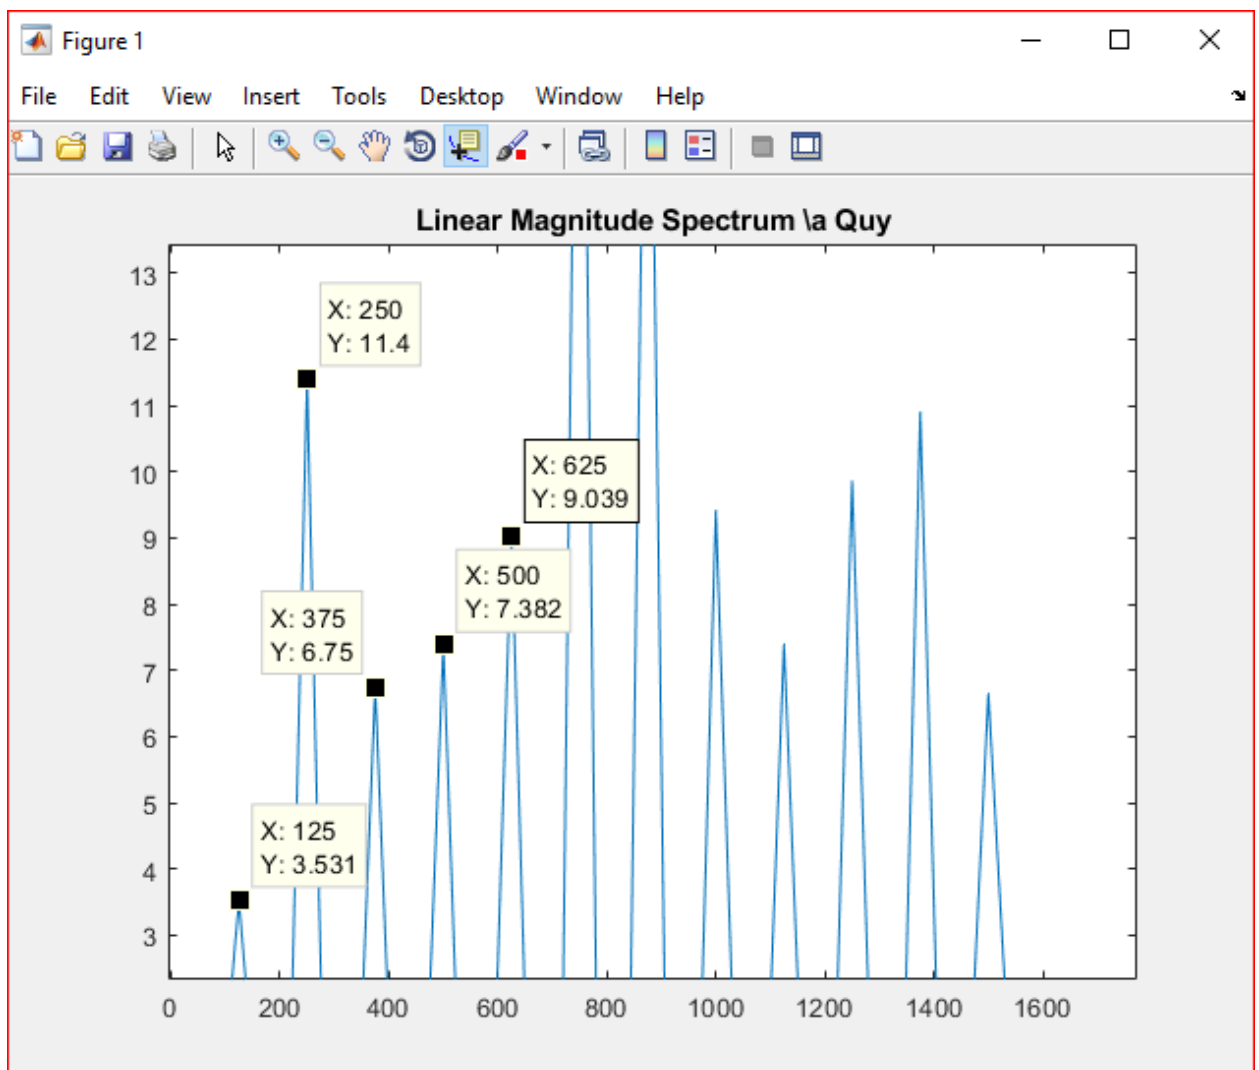 Figure 1
File Edit View Insert Tools Desktop Window Help
Linear Magnitude Spectrum \a Quy
13
12
11
10
9
8
7
6
5
4
3
X: 250
Y: 11.4
X: 625
Y: 9.039
X: 500
Y: 7.382
X: 375
Y: 6.75
X: 125
Y: 3.531
0 200 400 600 800 1000 1200 1400 1600